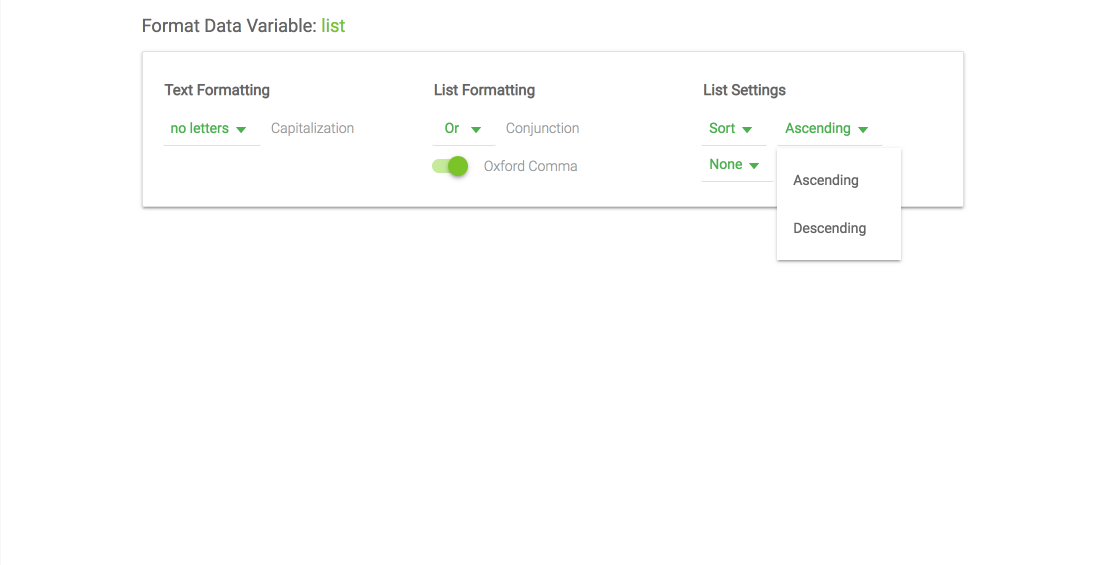 Format Data Variable: list
Text Formatting
no letters
Capitalization
List Formatting
Or
Conjunction
Oxford Comma
List Settings
Sort
Ascending
None
Ascending
Descending